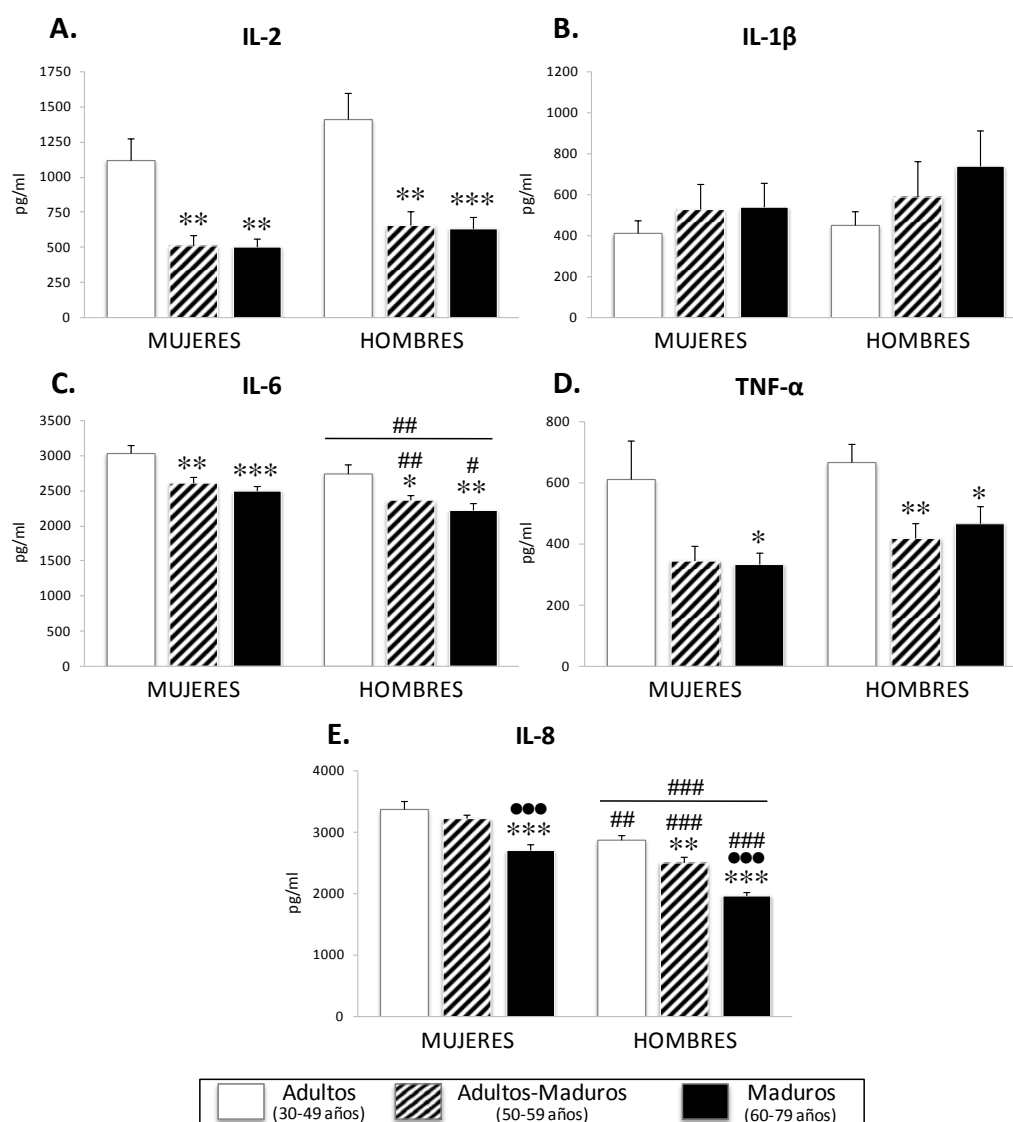 A.
IL-2
1750
1500
1250
1000
750
500
250
0
pg/ml
** ** ** ***
MUJERES HOMBRES
B.
IL-1β
1200
1000
800
600
400
200
0
pg/ml
MUJERES HOMBRES
C.
IL-6
3500
3000
2500
2000
1500
1000
500
0
pg/ml
##
## #
** *** * **
MUJERES HOMBRES
D.
TNF-α
800
600
400
200
0
pg/ml
* ** *
MUJERES HOMBRES
E.
IL-8
4000
3000
2000
1000
0
pg/ml
###
●●● ## ### ###
*** ** ●●●
***
MUJERES HOMBRES
Adultos Adultos-Maduros Maduros
(30-49 años) (50-59 años) (60-79 años)